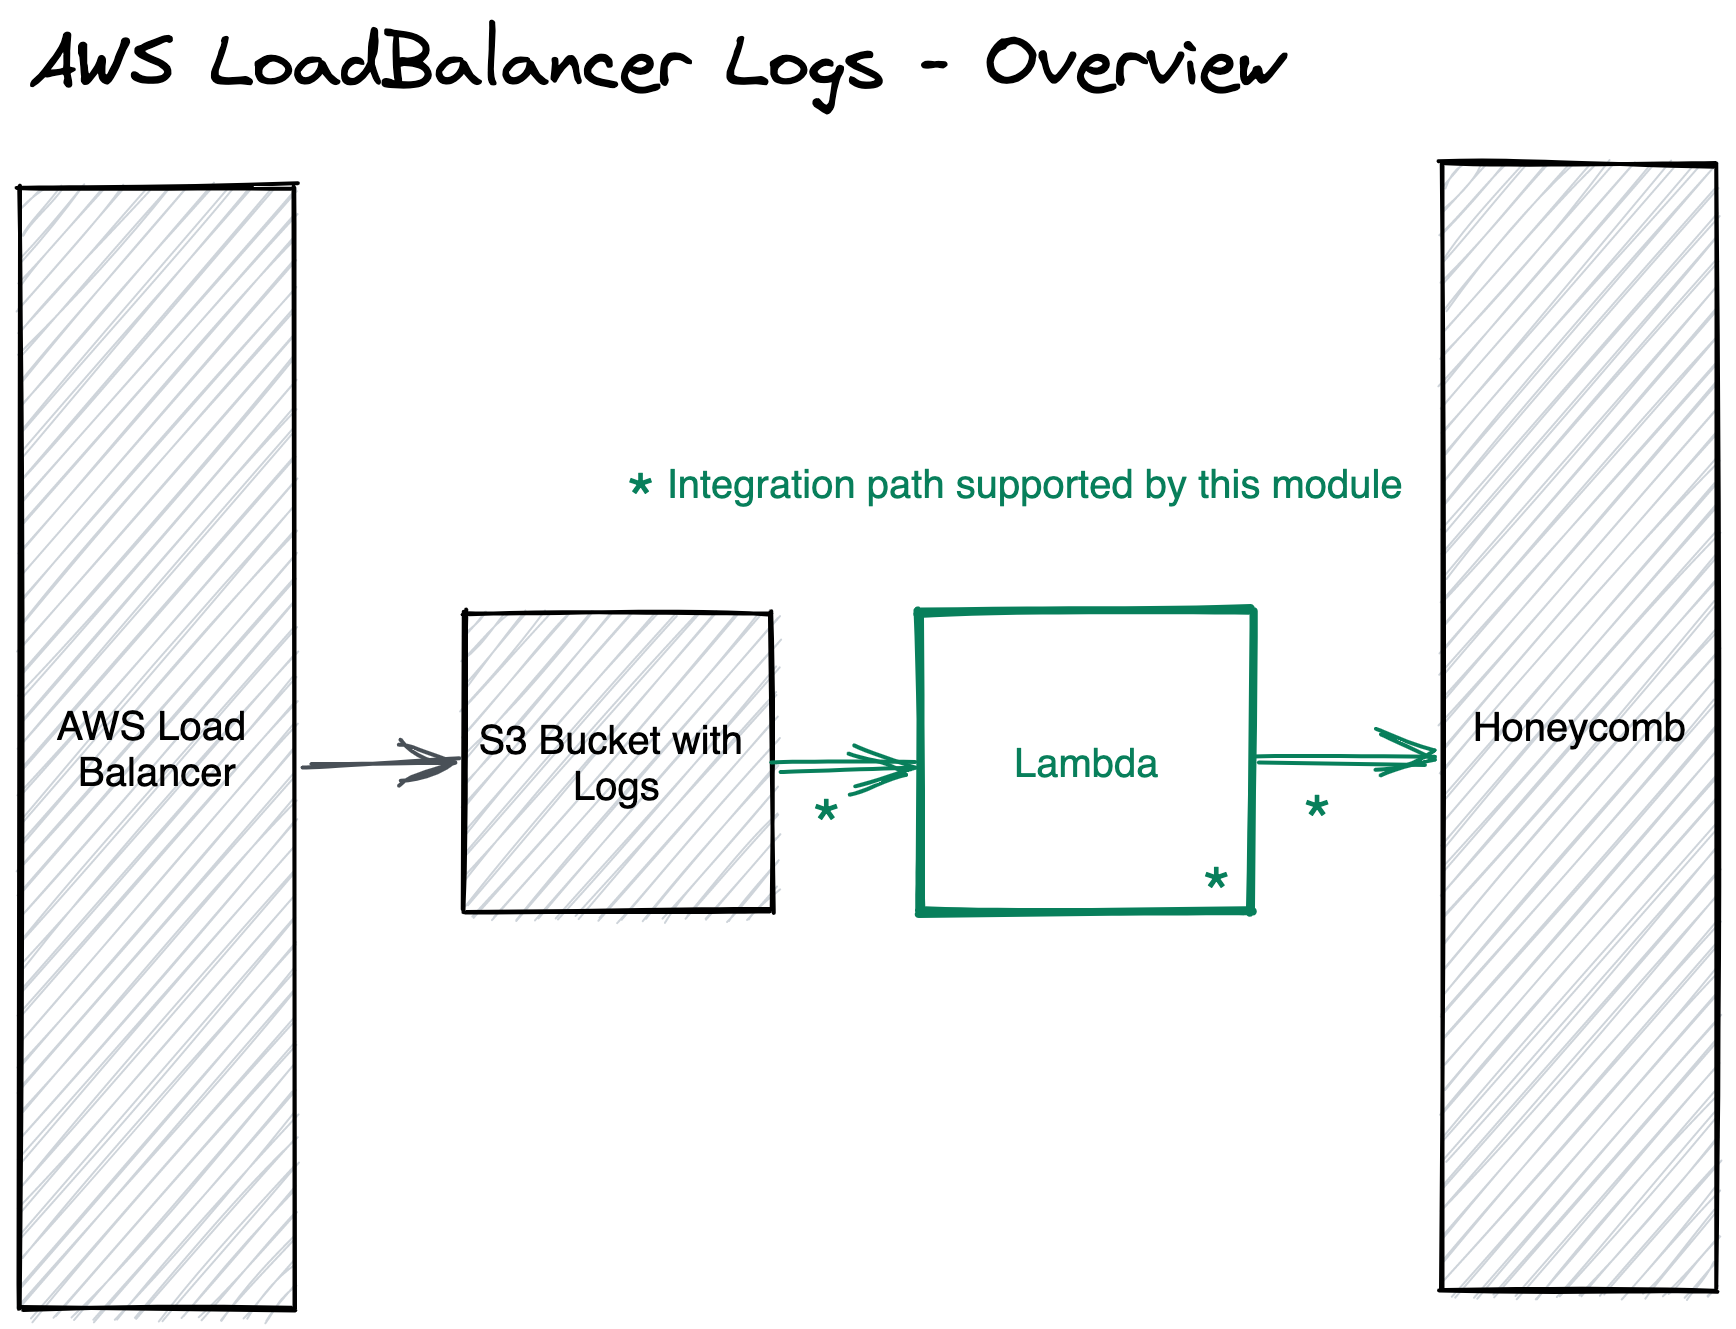 AWS LoadBalancer Logs - Overview
* Integration path supported by this module
AWS Load
Balancer
S3 Bucket with
Logs
*
Lambda
*
*
Honeycomb